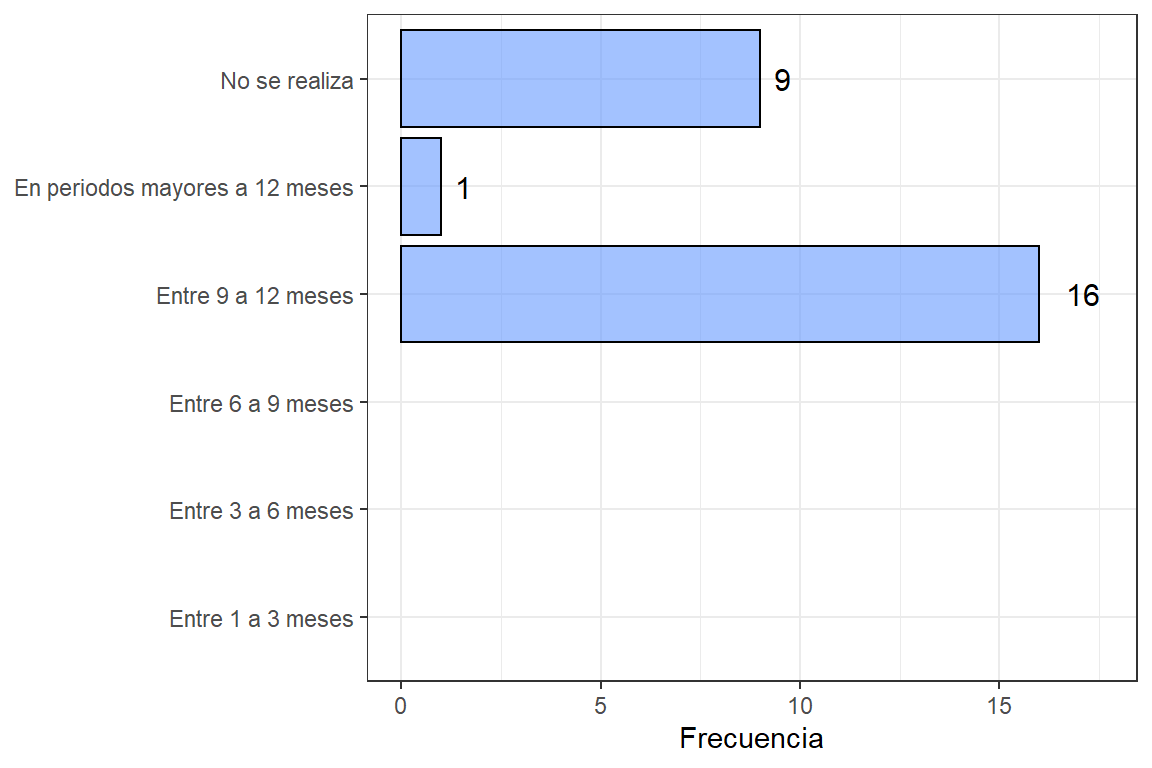 No se realiza
9
En periodos mayores a 12 meses
1
Entre 9 a 12 meses
16
Entre 6 a 9 meses
Entre 3 a 6 meses
Entre 1 a 3 meses
0 5 10 15
Frecuencia